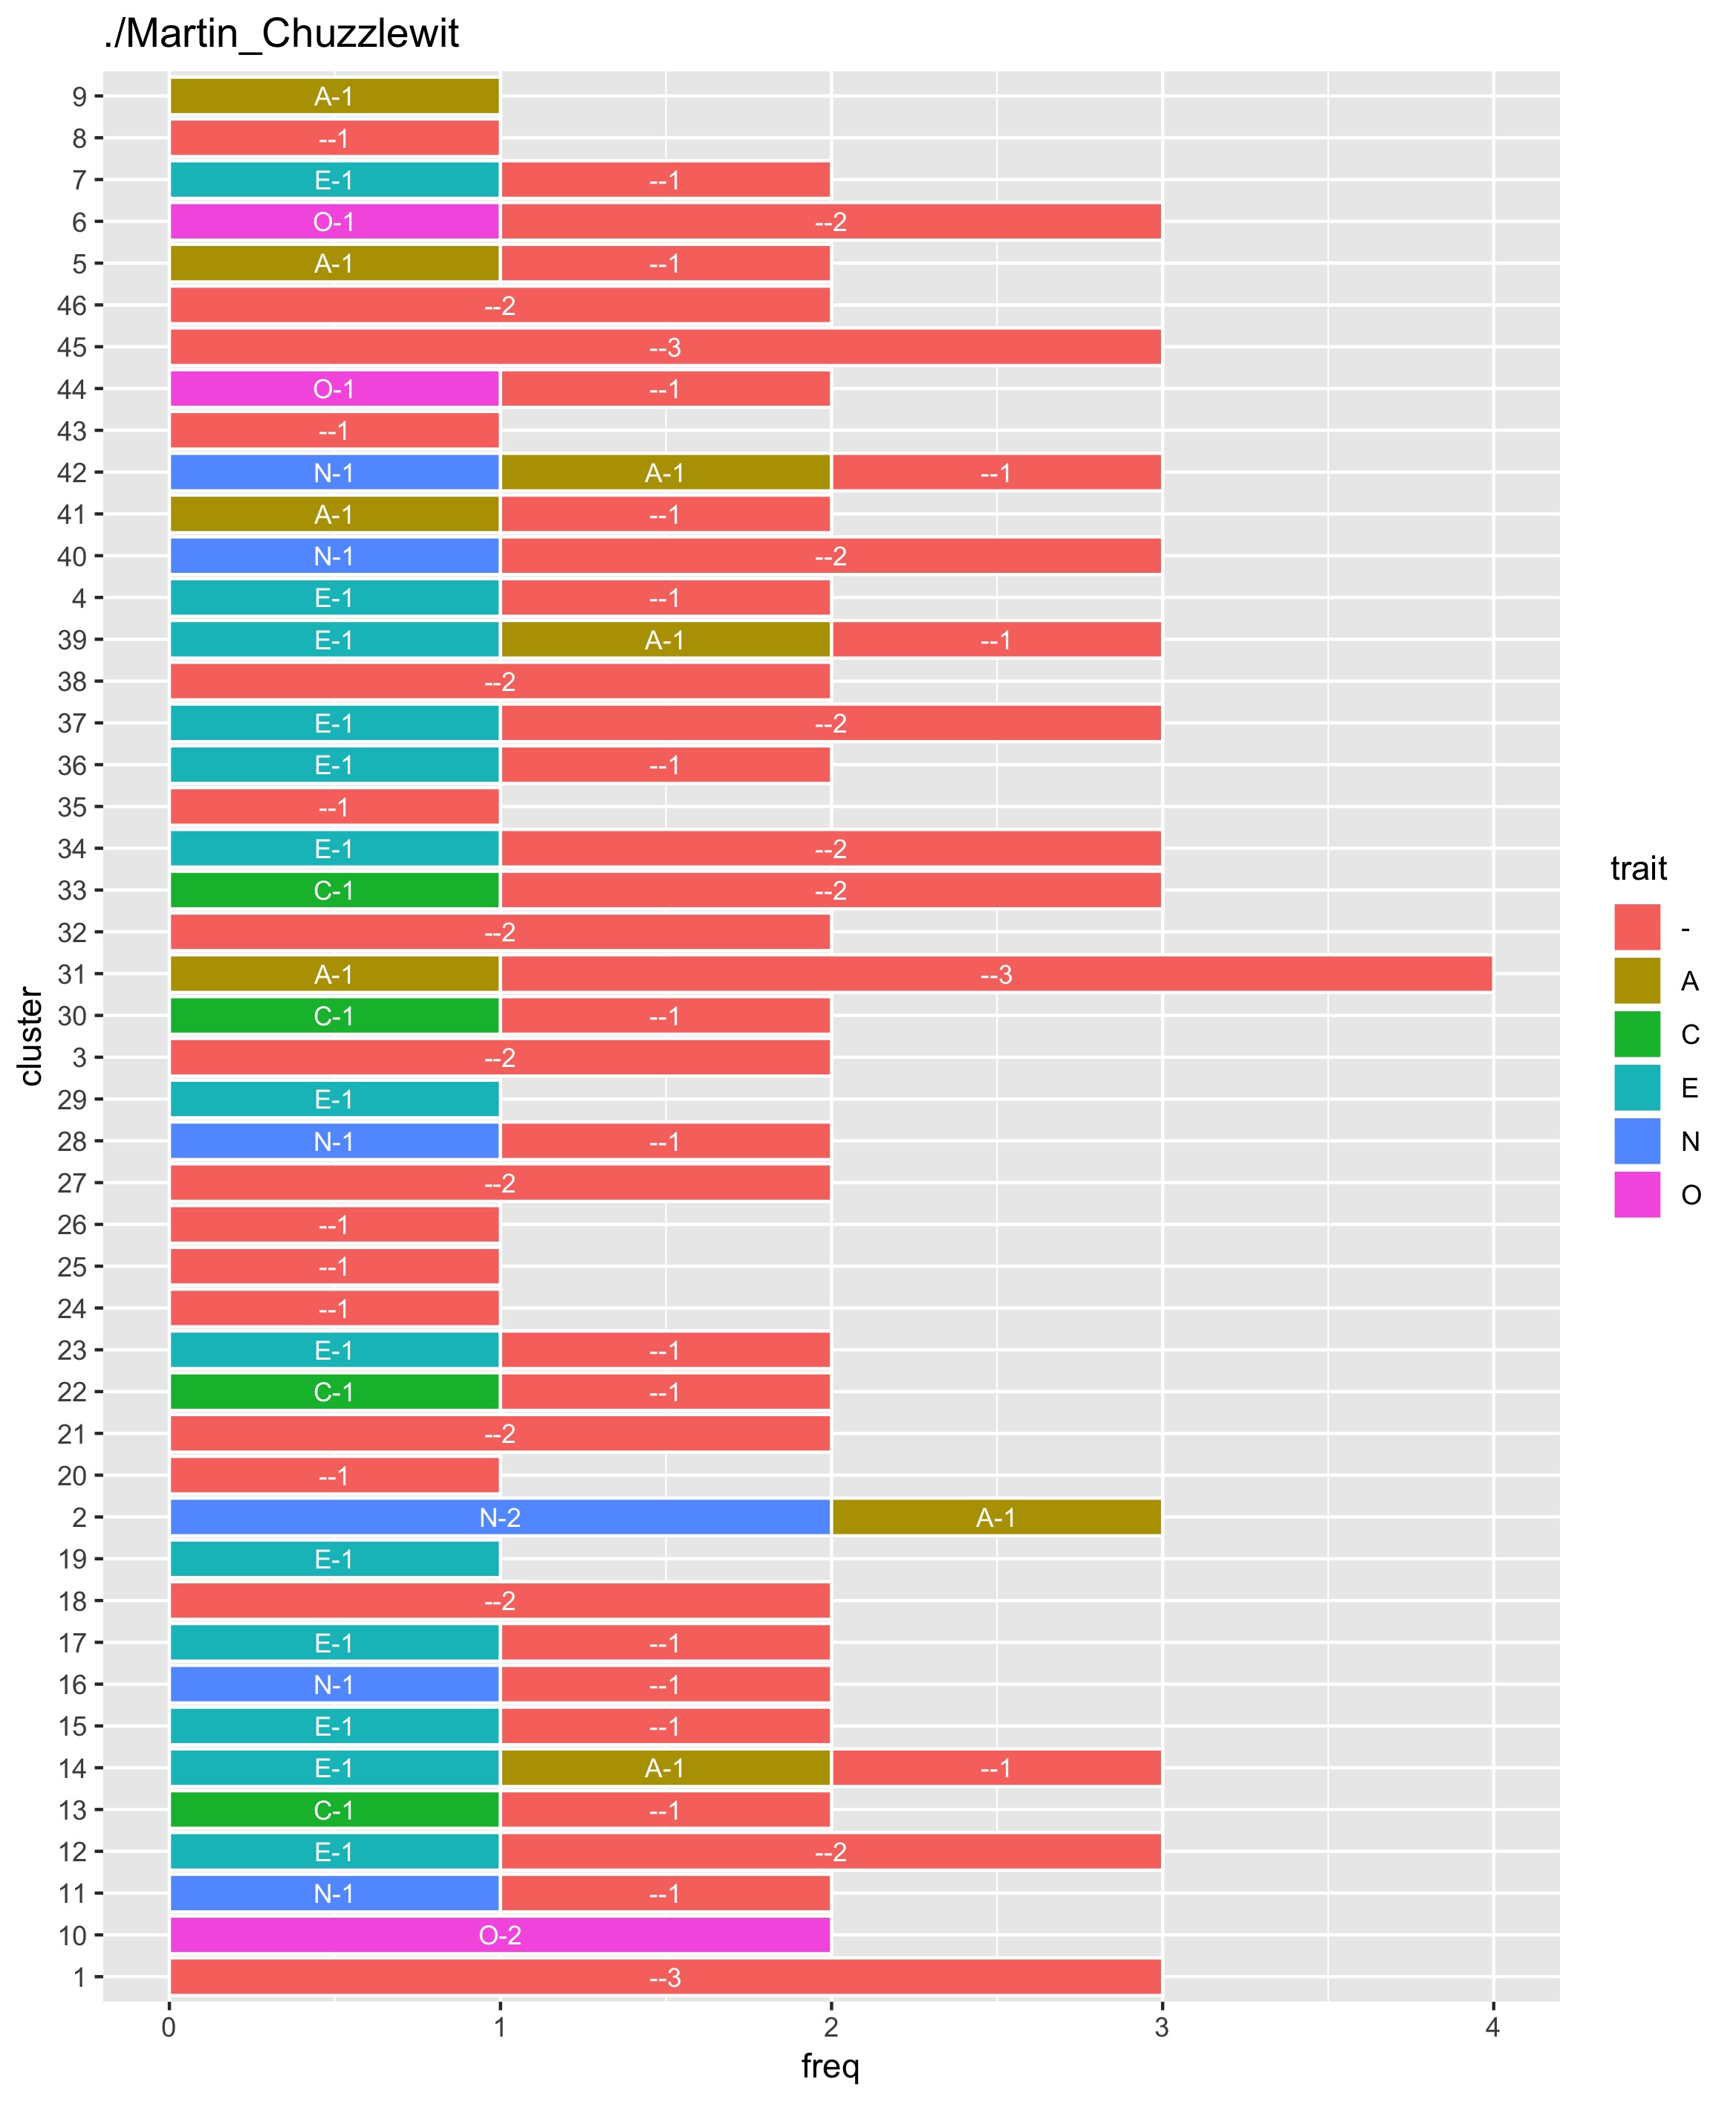 ./Martin_Chuzzlewit
9 A-1
8 --1
7 E-1 --1
6 O-1 --2
5 A-1 --1
46 --2
45 --3
44 O-1 --1
43 --1
42 N-1 A-1 --1
41 A-1 --1
40 N-1 --2
4 E-1 --1
39 E-1 A-1 --1
38 --2
37 E-1 --2
36 E-1 --1
35 --1
34 E-1 --2
33 C-1 --2
32 --2
31 A-1 --3
30 C-1 --1
3 --2
29 E-1
28 N-1 --1
27 --2
26 --1
25 --1
24 --1
23 E-1 --1
22 C-1 --1
21 --2
20 --1
2 N-2 A-1
19 E-1
18 --2
17 E-1 --1
16 N-1 --1
15 E-1 --1
14 E-1 A-1 --1
13 C-1 --1
12 E-1 --2
11 N-1 --1
10 O-2
1 --3
0 1 2 3 4
freq
cluster
trait
-
A
C
E
N
O